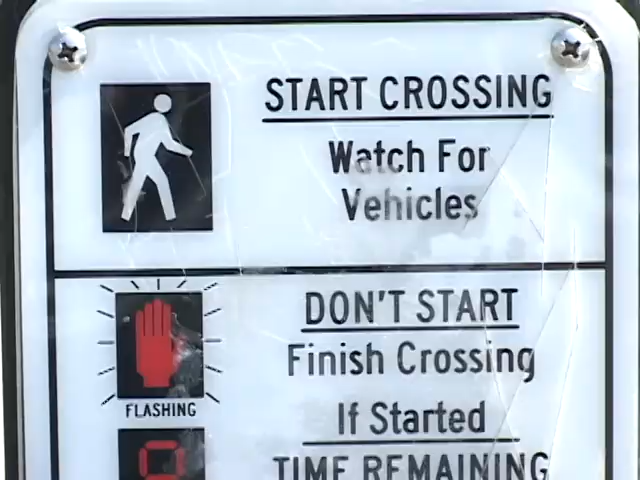 START CROSSING
Watch For
Vehicles
DON'T START
Finish Crossing
If Started
FLASHING
TIME REMAINING